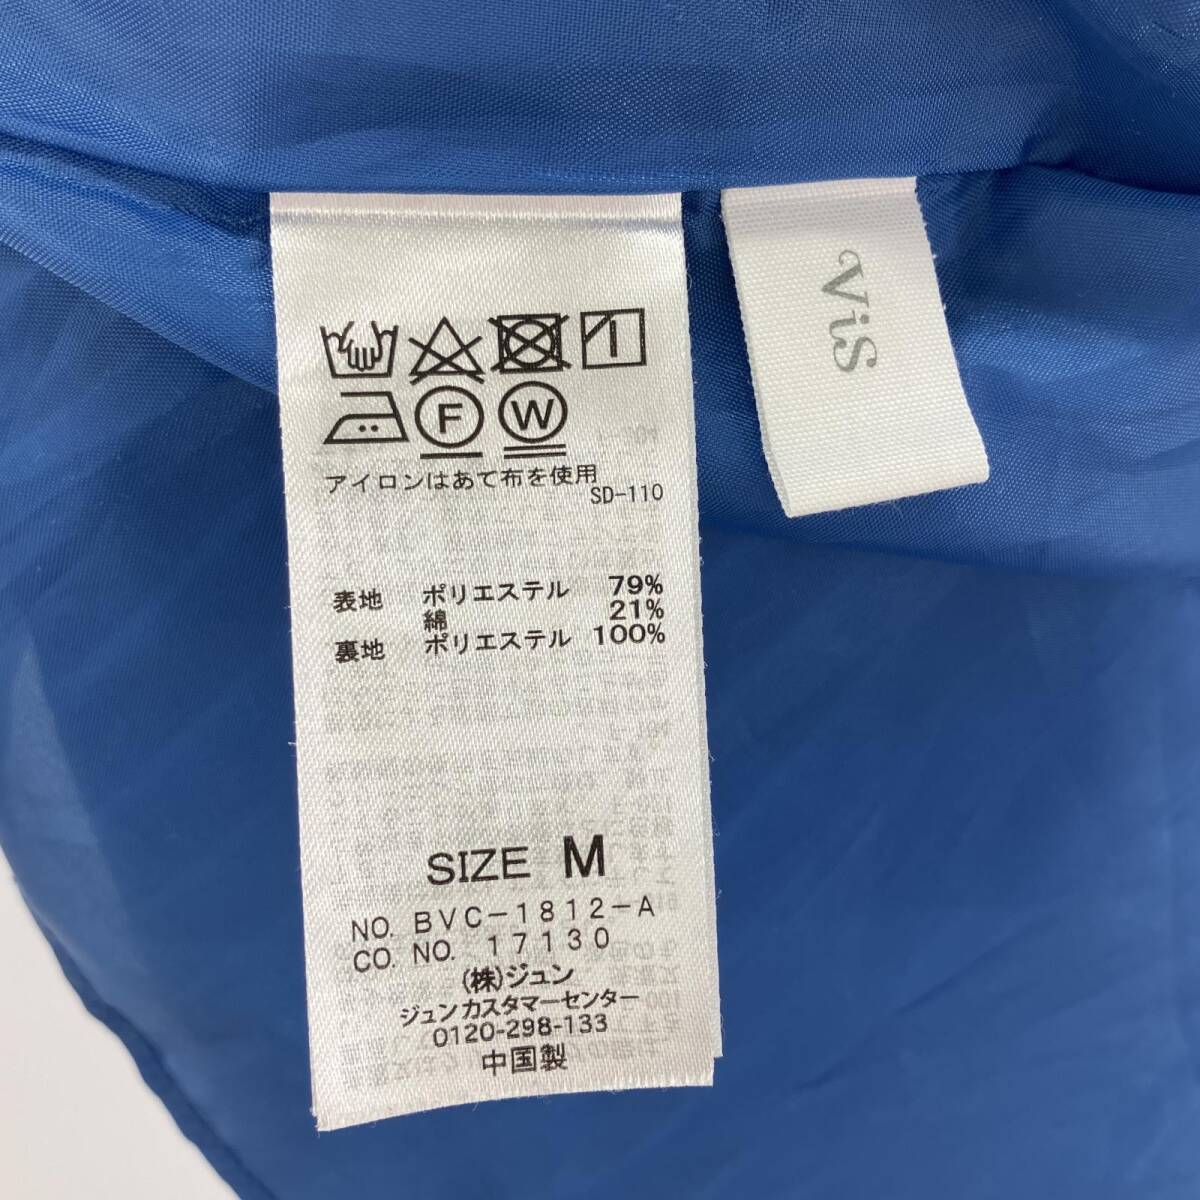 F
W
アイロンはあて布を使用
SD-110
表地 ポリエステル 79%
綿 21%
裏地 ポリエステル 100%
SIZE M
NO. BVC-1812-A
CO. NO. 17130
(株)ジュン
ジュンカスタマーセンター
0120-298-133
中国製
ViS